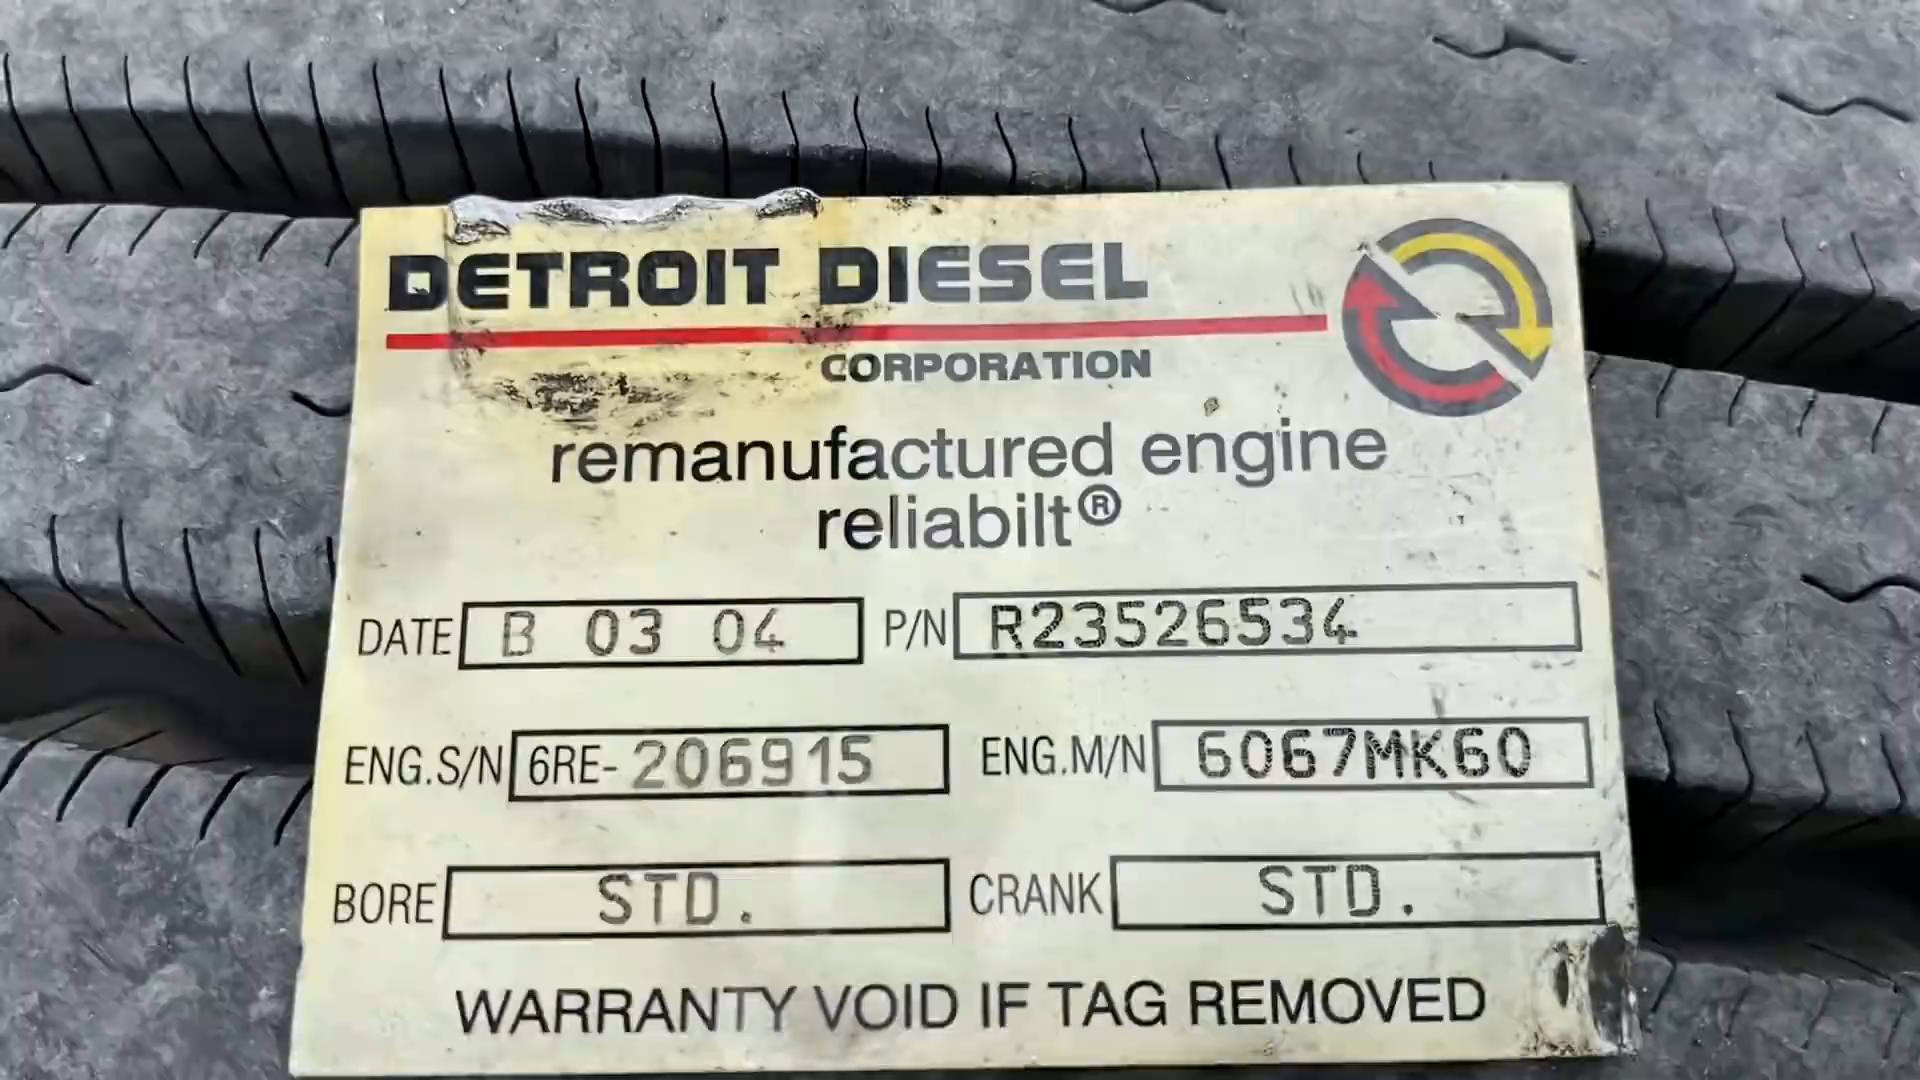 DETROIT DIESEL
CORPORATION
remanufactured engine
reliabilt®
DATE B 03 04 P/N R23526534
ENG.S/N 6RE-206915 ENG.M/N 6067MK60
BORE STD. CRANK STD.
WARRANTY VOID IF TAG REMOVED